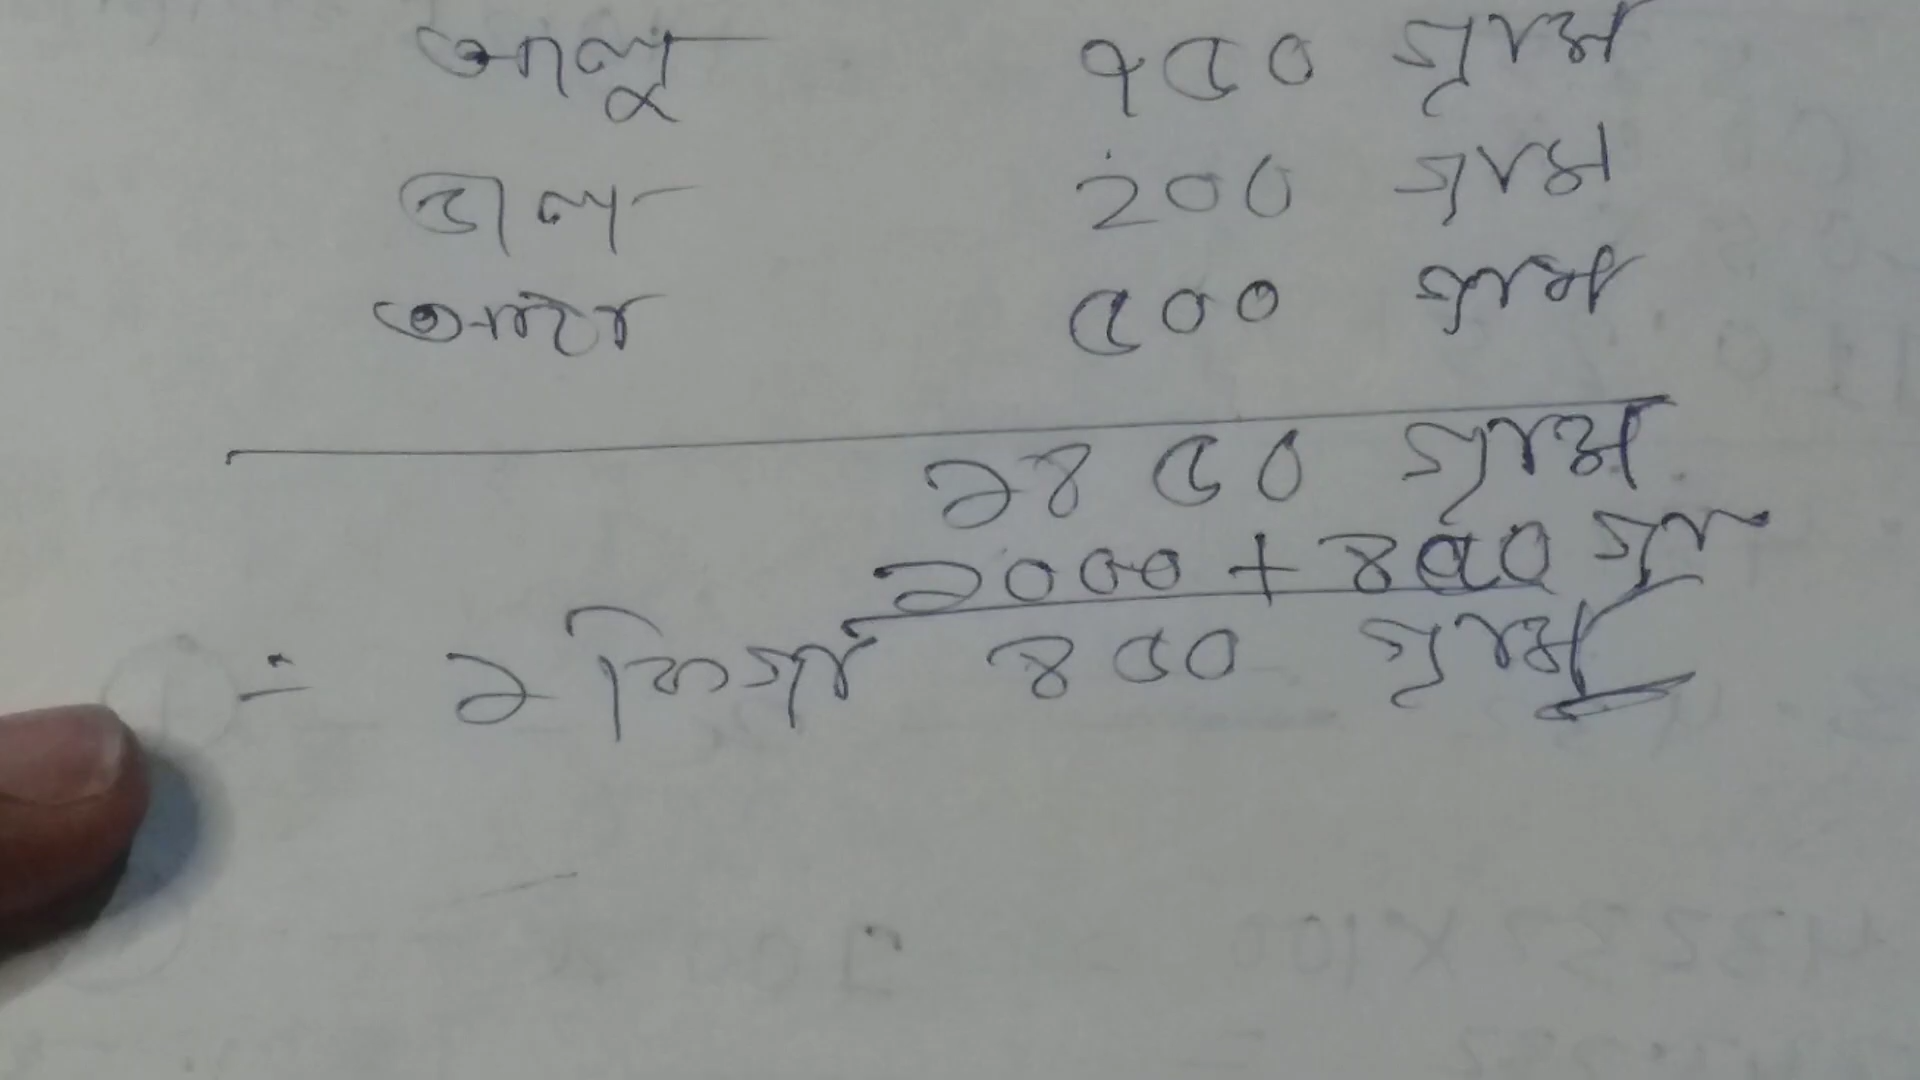 আলু ৭৫০ গ্রাম
ডাল ২০০ গ্রাম
আটা ৫০০ গ্রাম
১৪৫০ গ্রাম
১০০০ + ৪৫০ গ্রা
= ১ কিগ্রা ৪৫০ গ্রাম